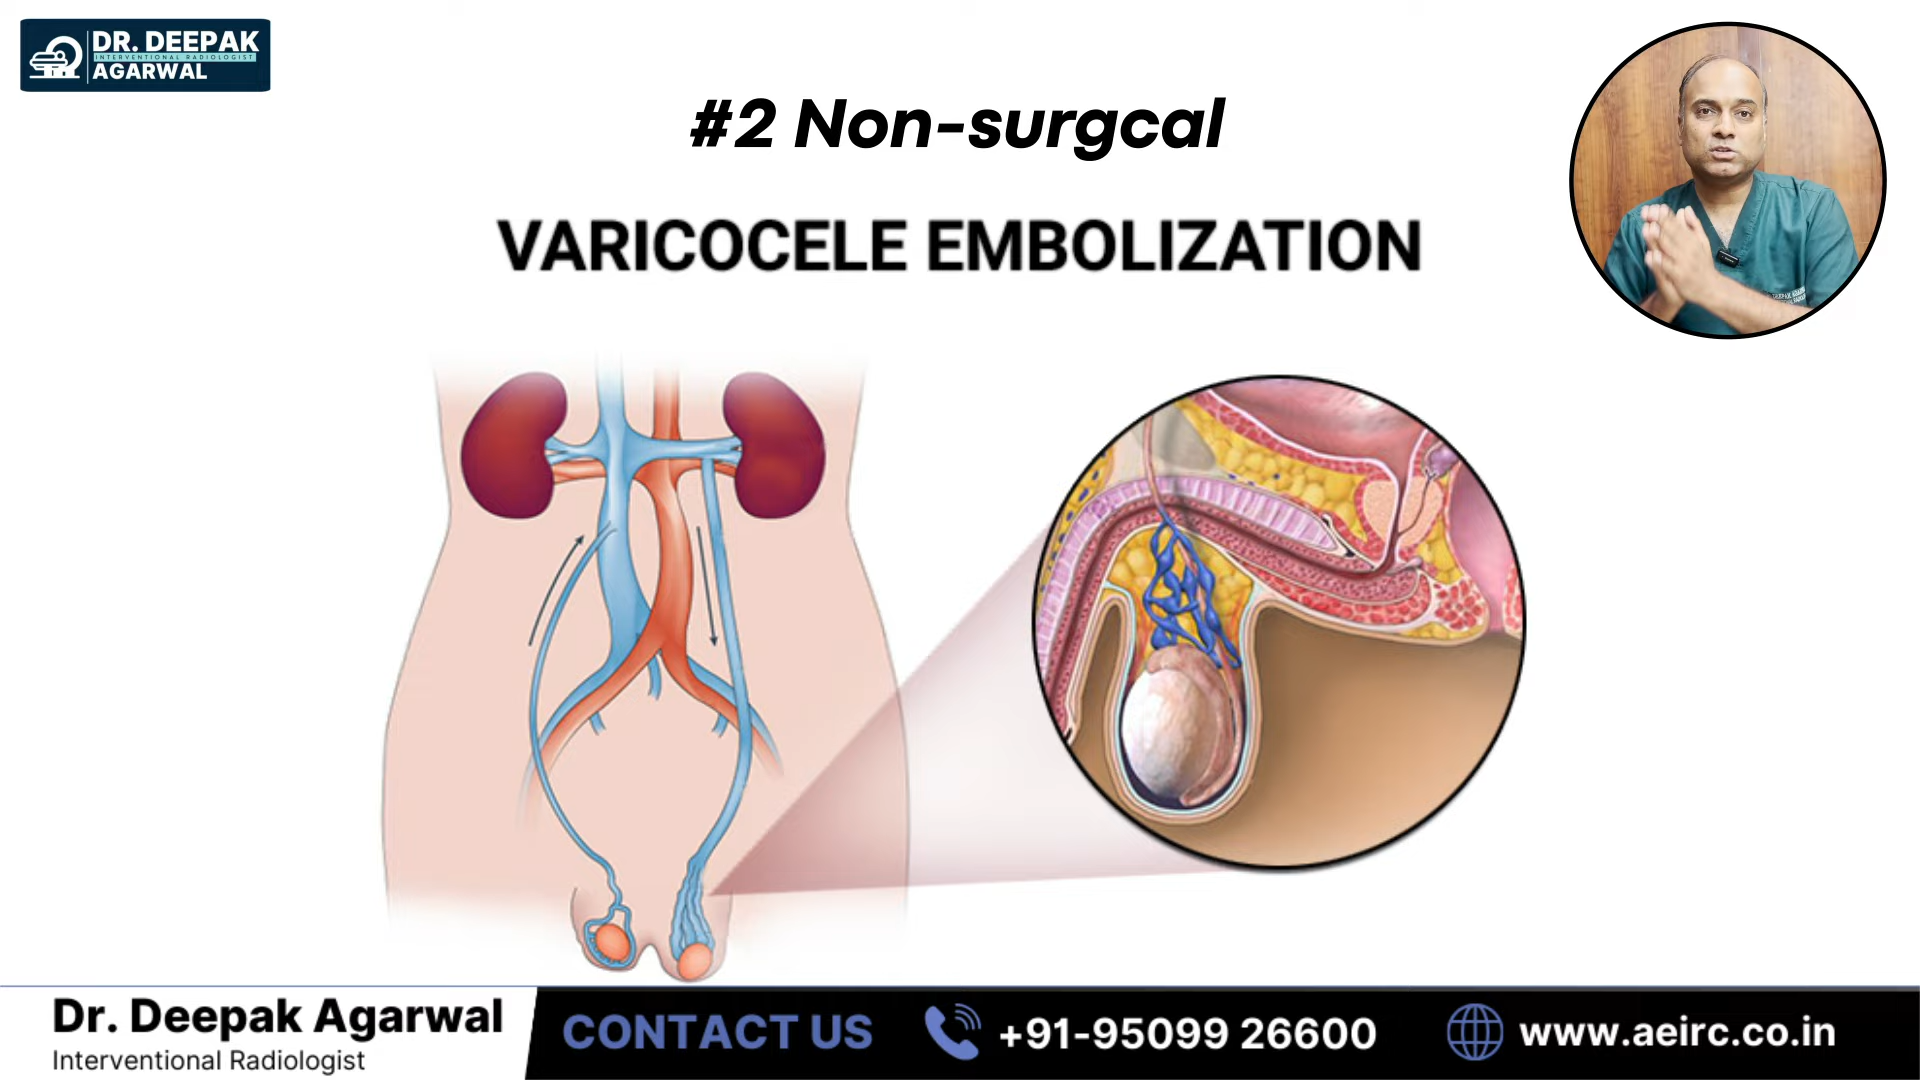 DR. DEEPAK
INTERVENTIONAL RADIOLOGIST
AGARWAL
#2 Non-surgcal
VARICOCELE EMBOLIZATION
Dr. Deepak Agarwal
Interventional Radiologist
CONTACT US
+91-95099 26600
www.aeirc.co.in